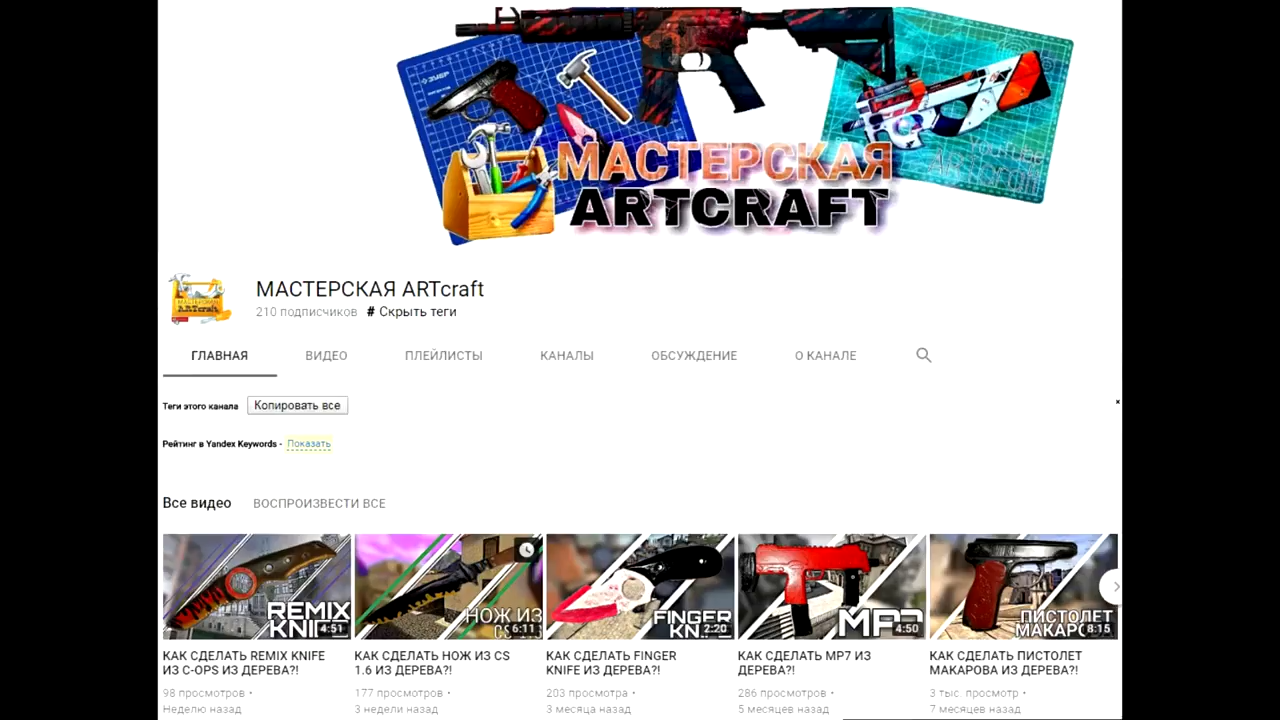 ЗУБР
МАСТЕРСКАЯ
ARTCRAFT
YouTube
МАСТЕРСКАЯ
ARTcraft
МАСТЕРСКАЯ ARTcraft
210 подписчиков # Скрыть теги
ГЛАВНАЯ ВИДЕО ПЛЕЙЛИСТЫ КАНАЛЫ ОБСУЖДЕНИЕ О КАНАЛЕ
Теги этого канала Копировать все ×
Рейтинг в Yandex Keywords - Показать
Все видео ВОСПРОИЗВЕСТИ ВСЕ
REMIX НОЖ ИЗ FINGER MP7 ПИСТОЛЕТ
4:51 6:11 2:20 4:50 8:15
КАК СДЕЛАТЬ REMIX KNIFE КАК СДЕЛАТЬ НОЖ ИЗ CS КАК СДЕЛАТЬ FINGER КАК СДЕЛАТЬ MP7 ИЗ КАК СДЕЛАТЬ ПИСТОЛЕТ
ИЗ C-OPS ИЗ ДЕРЕВА?! 1.6 ИЗ ДЕРЕВА?! KNIFE ИЗ ДЕРЕВА?! ДЕРЕВА?! МАКАРОВА ИЗ ДЕРЕВА?!
98 просмотров • 177 просмотров • 203 просмотра • 286 просмотров • 3 тыс. просмотр •
Неделю назад 3 недели назад 3 месяца назад 5 месяцев назад 7 месяцев назад